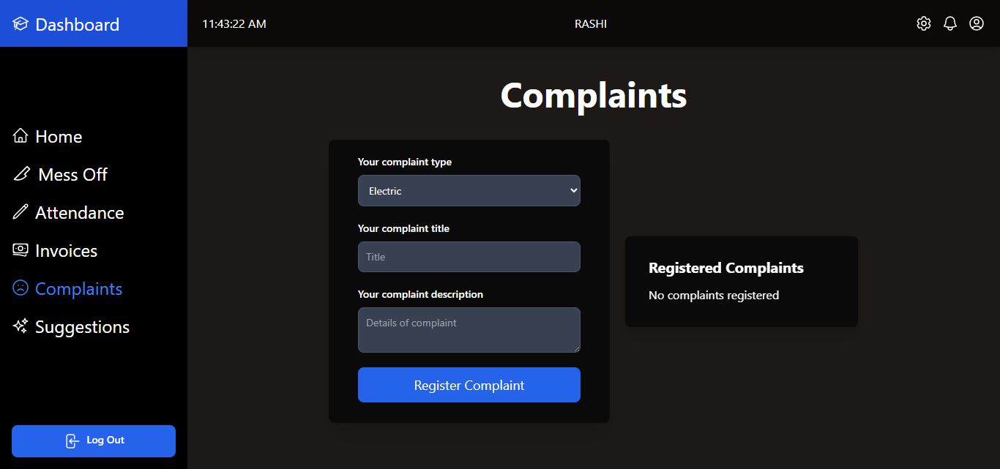 Dashboard
11:43:22 AM
RASHI
Home
Mess Off
Attendance
Invoices
Complaints
Suggestions
Log Out
Complaints
Your complaint type
Electric
Your complaint title
Title
Your complaint description
Details of complaint
Register Complaint
Registered Complaints
No complaints registered